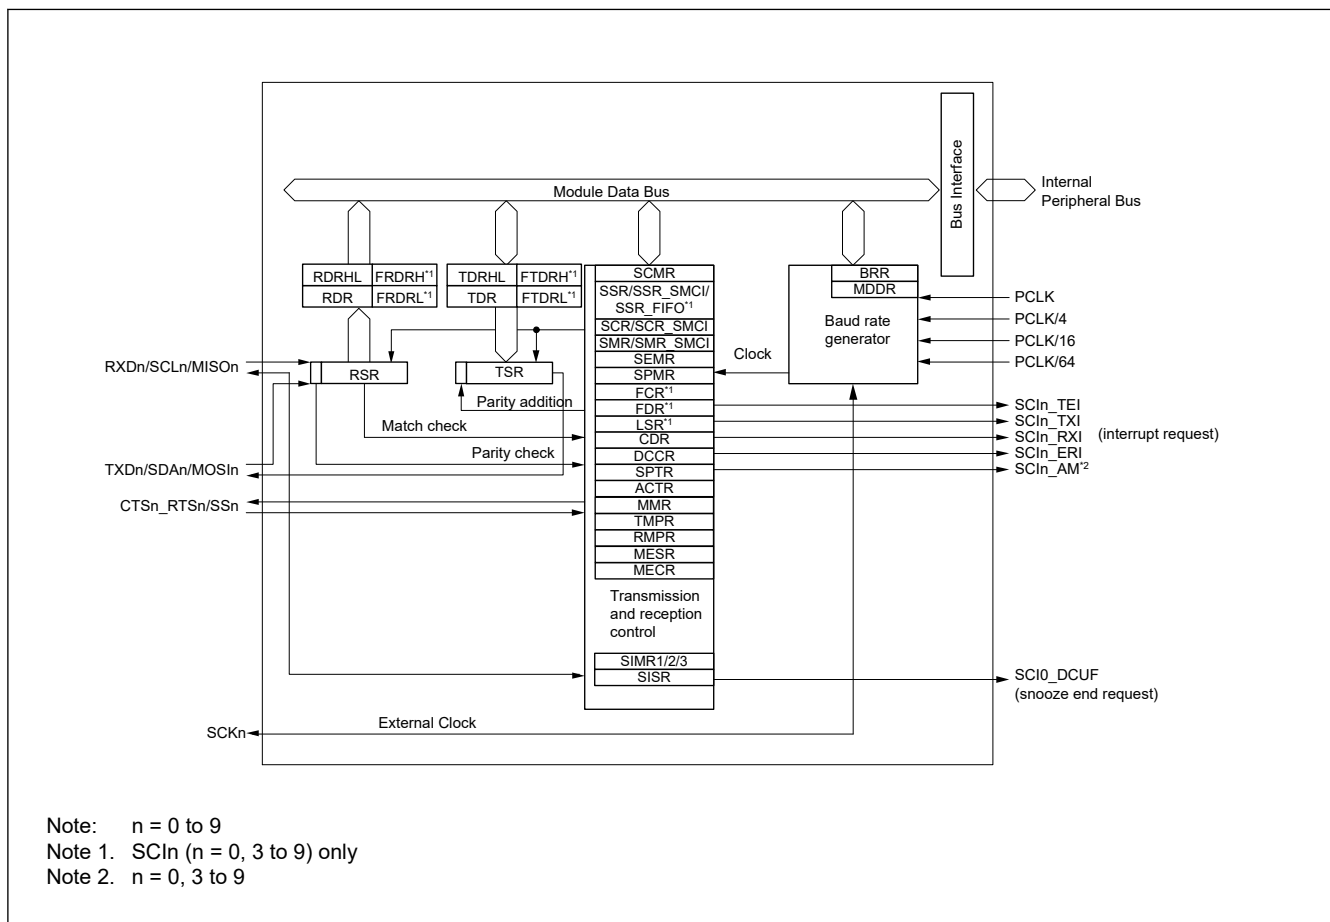 Module Data Bus
Bus Interface
Internal
Peripheral Bus
RDRHL FRDRH*1
RDR FRDRL*1
TDRHL FTDRH*1
TDR FTDRL*1
SCMR
SSR/SSR_SMCI/
SSR_FIFO*1
SCR/SCR_SMCI
SMR/SMR_SMCI
SEMR
SPMR
FCR*1
FDR*1
LSR*1
CDR
DCCR
SPTR
ACTR
MMR
TMPR
RMPR
MESR
MECR
Transmission
and reception
control
SIMR1/2/3
SISR
BRR
MDDR
Baud rate
generator
Clock
PCLK
PCLK/4
PCLK/16
PCLK/64
RXDn/SCLn/MISOn
RSR
TSR
Parity addition
Match check
Parity check
TXDn/SDAn/MOSIn
CTSn_RTSn/SSn
SCIn_TEI
SCIn_TXI
SCIn_RXI (interrupt request)
SCIn_ERI
SCIn_AM*2
SCI0_DCUF
(snooze end request)
SCKn
External Clock
Note: n = 0 to 9
Note 1. SCIn (n = 0, 3 to 9) only
Note 2. n = 0, 3 to 9